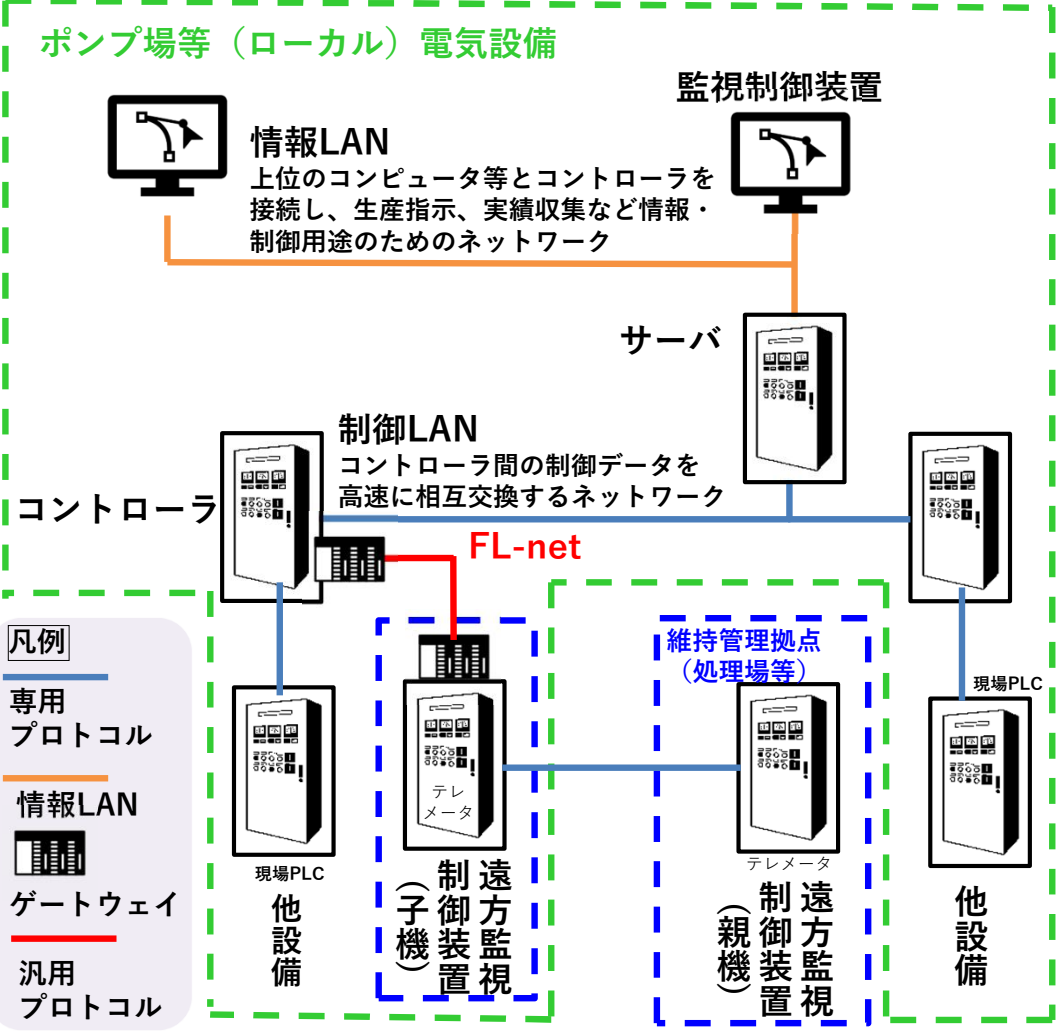 ポンプ場等（ローカル）電気設備
監視制御装置
情報LAN
上位のコンピュータ等とコントローラを
接続し、生産指示、実績収集など情報・
制御用途のためのネットワーク
サーバ
制御LAN
コントローラ間の制御データを
高速に相互交換するネットワーク
コントローラ
FL-net
凡例
専用
プロトコル
情報LAN
ゲートウェイ
汎用
プロトコル
維持管理拠点
（処理場等）
現場PLC
テレ
メータ
現場PLC
他設備
遠方監視
制御装置
（子機）
テレメータ
遠方監視
制御装置
（親機）
他設備